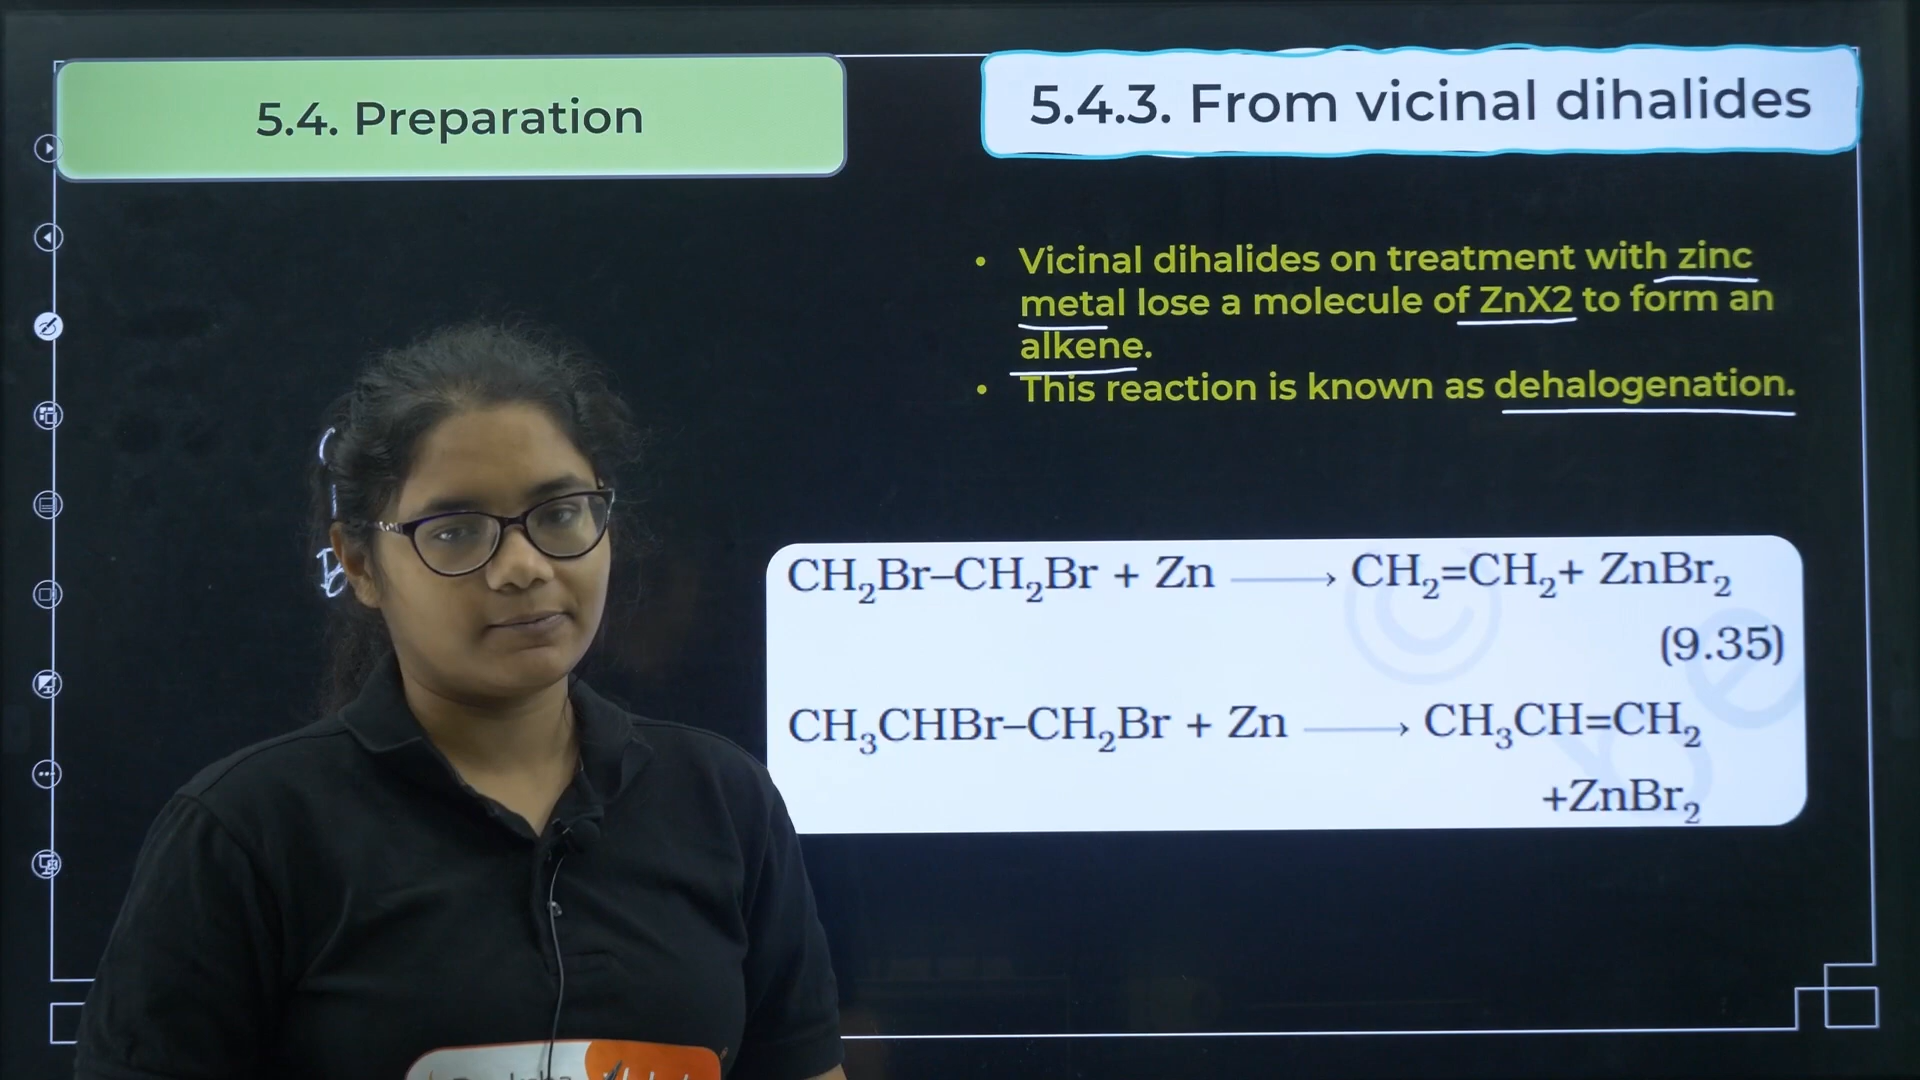 5.4. Preparation
5.4.3. From vicinal dihalides
• Vicinal dihalides on treatment with zinc
metal lose a molecule of ZnX2 to form an
alkene.
• This reaction is known as dehalogenation.
CH₂Br–CH₂Br + Zn ⟶ CH₂=CH₂+ ZnBr₂
(9.35)
CH₃CHBr–CH₂Br + Zn ⟶ CH₃CH=CH₂
+ZnBr₂